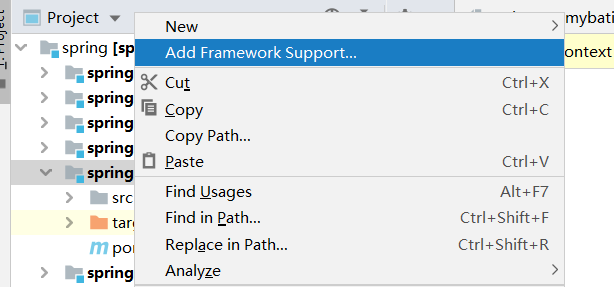 1: Project
Project
mybati
spring [sp
ontext
spring
spring
spring
spring
spring
src
tar
por
spring
New
Add Framework Support...
Cut Ctrl+X
Copy Ctrl+C
Copy Path...
Paste Ctrl+V
Find Usages Alt+F7
Find in Path... Ctrl+Shift+F
Replace in Path... Ctrl+Shift+R
Analyze